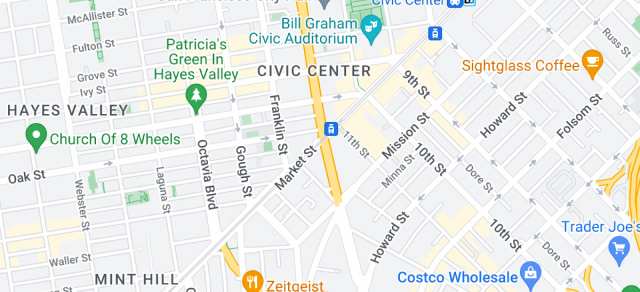 McAllister St
Civic Center
Bill Graham
Civic Auditorium
Fulton St
Patricia's
Green In
Hayes Valley
Grove St
Ivy St
CIVIC CENTER
9th St
Sightglass Coffee
Russ St
HAYES VALLEY
Church Of 8 Wheels
Franklin St
11th St
Mission St
Howard St
Folsom St
Oak St
Octavia Blvd
Gough St
Market St
Minna St
10th St
Dore St
Webster St
Laguna St
Howard St
10th St
Trader Joe's
Waller St
Dore St
MINT HILL
Zeitgeist
Costco Wholesale